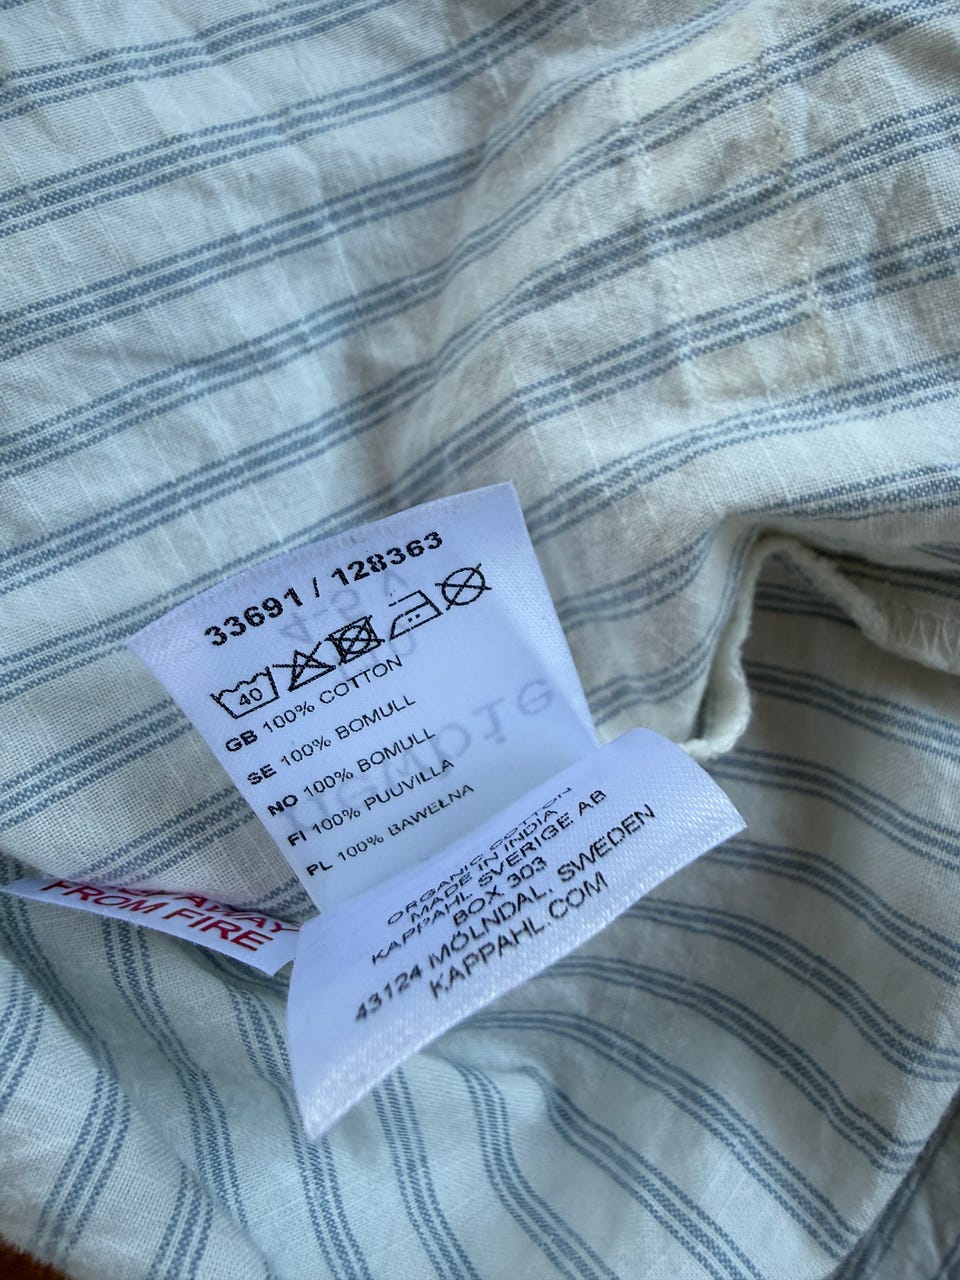 33691 / 128363
40
GB 100% COTTON
SE 100% BOMULL
NO 100% BOMULL
FI 100% PUUVILLA
PL 100% BAWEŁNA
ORGANIC COTTON
MADE IN INDIA
KAPPAHL SVERIGE AB
BOX 303
43124 MÖLNDAL. SWEDEN
KAPPAHL.COM
AWAY
FROM FIRE